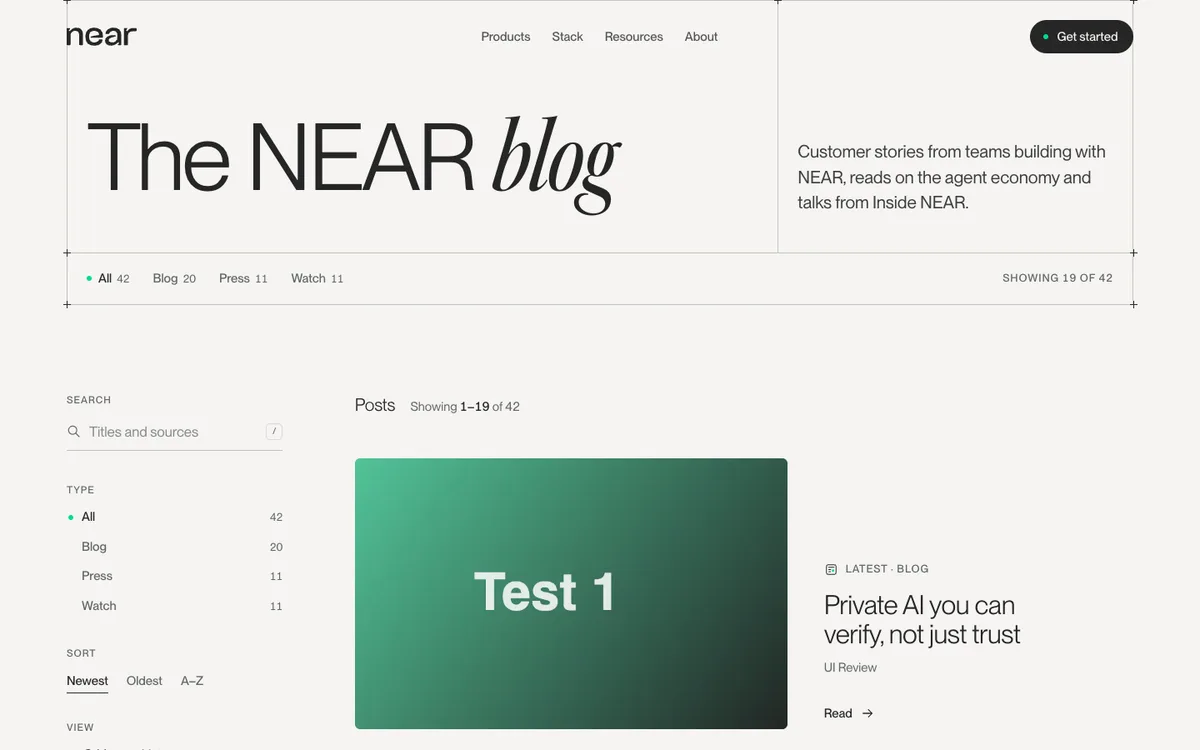 near
Products Stack Resources About
Get started
The NEAR blog
Customer stories from teams building with
NEAR, reads on the agent economy and
talks from Inside NEAR.
All 42 Blog 20 Press 11 Watch 11
SHOWING 19 OF 42
SEARCH
Titles and sources /
TYPE
All 42
Blog 20
Press 11
Watch 11
SORT
Newest Oldest A–Z
VIEW
Posts Showing 1–19 of 42
Test 1
LATEST · BLOG
Private AI you can
verify, not just trust
UI Review
Read →